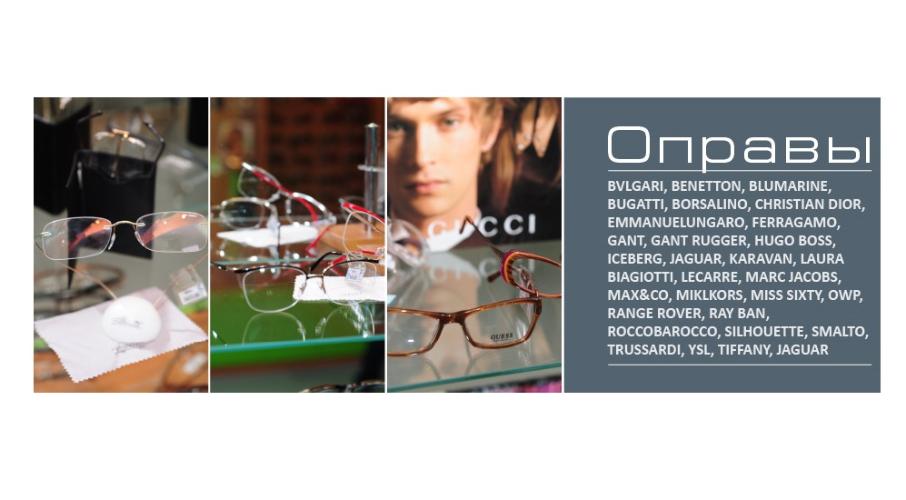 GUCCI
GUESS
Оправы
BVLGARI, BENETTON, BLUMARINE,
BUGATTI, BORSALINO, CHRISTIAN DIOR,
EMMANUELUNGARO, FERRAGAMO,
GANT, GANT RUGGER, HUGO BOSS,
ICEBERG, JAGUAR, KARAVAN, LAURA
BIAGIOTTI, LECARRE, MARC JACOBS,
MAX&CO, MIKLKORS, MISS SIXTY, OWP,
RANGE ROVER, RAY BAN,
ROCCOBAROCCO, SILHOUETTE, SMALTO,
TRUSSARDI, YSL, TIFFANY, JAGUAR